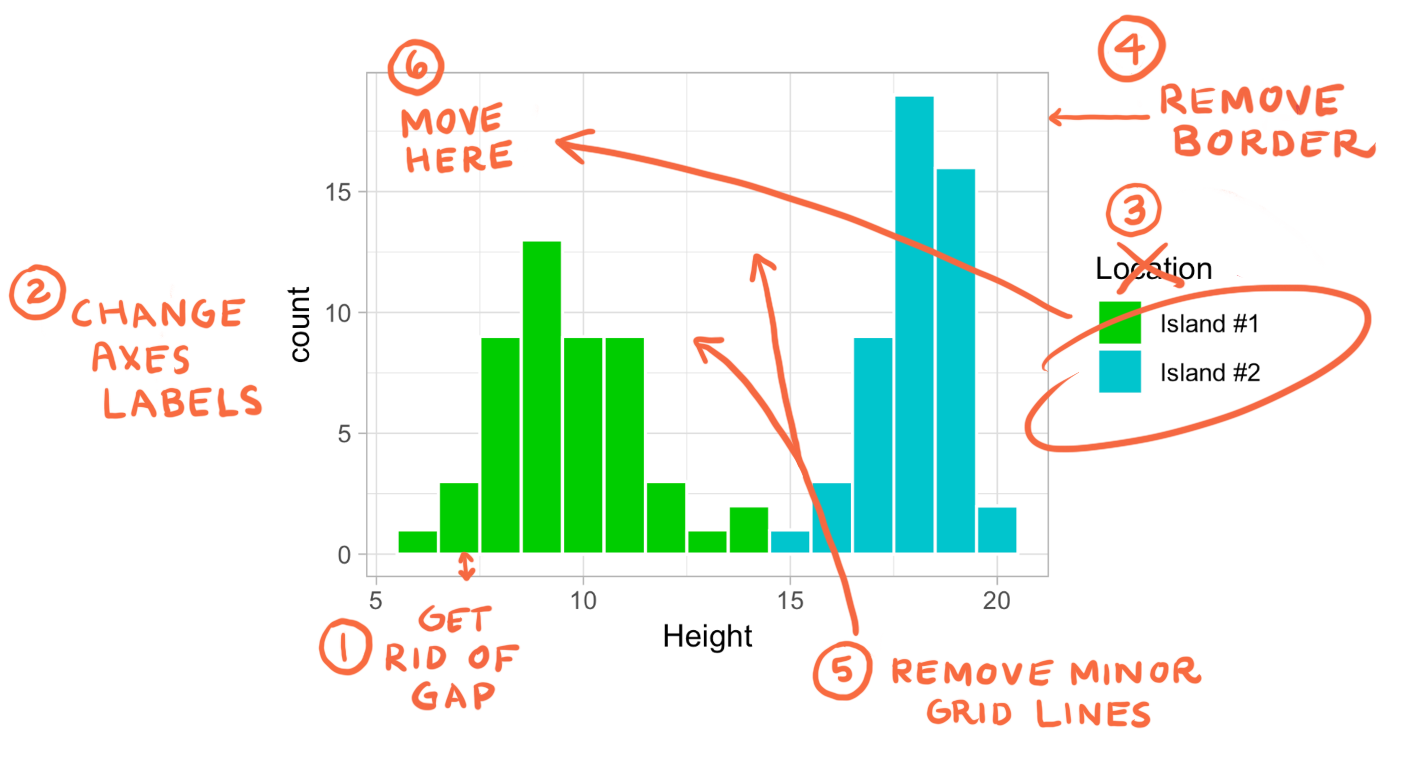 6
MOVE
HERE
4
REMOVE
BORDER
3
Location
Island #1
Island #2
2
CHANGE
AXES
LABELS
count
15
10
5
0
5 10 15 20
Height
1
GET
RID OF
GAP
5
REMOVE MINOR
GRID LINES